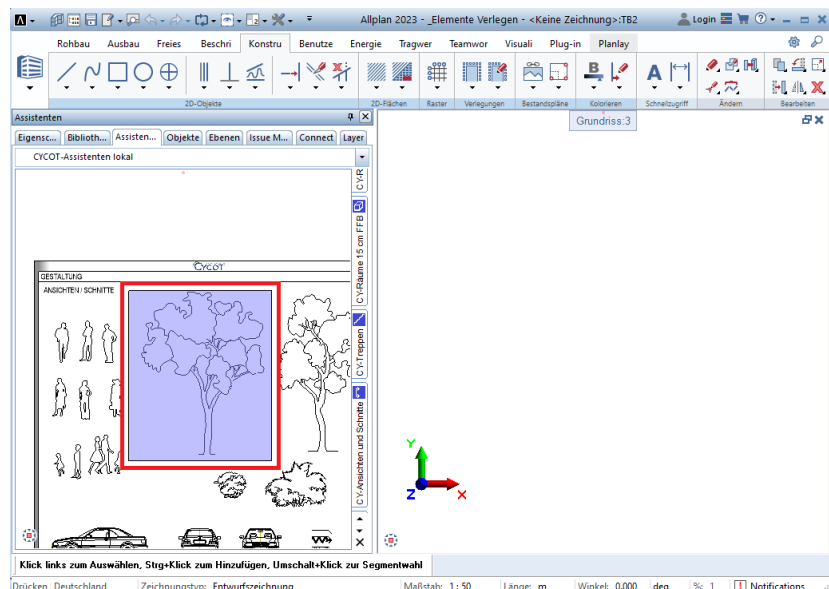 Allplan 2023 - _Elemente Verlegen - <Keine Zeichnung>:TB2
Login
Rohbau Ausbau Freies Beschri Konstru Benutze Energie Tragwer Teamwor Visuali Plug-in Planlay
2D-Objekte 2D-Flächen Raster Verlegungen Bestandspläne Kolorieren Schnellzugriff Ändern Bearbeiten
Assistenten
Grundriss:3
Eigensc... Biblioth... Assisten... Objekte Ebenen Issue M... Connect Layer
CYCOT-Assistenten lokal
CY-R
CY-Räume 15 cm FFB
CY-Treppen
CY-Ansichten und Schnitte
CYCOT
GESTALTUNG
ANSICHTEN / SCHNITTE
Y
Z X
Klick links zum Auswählen, Strg+Klick zum Hinzufügen, Umschalt+Klick zur Segmentwahl
Drücken Deutschland Zeichnungstyp: Entwurfszeichnung Maßstab: 1 : 50 Länge: m Winkel: 0.000 deg %: 1 Notifications